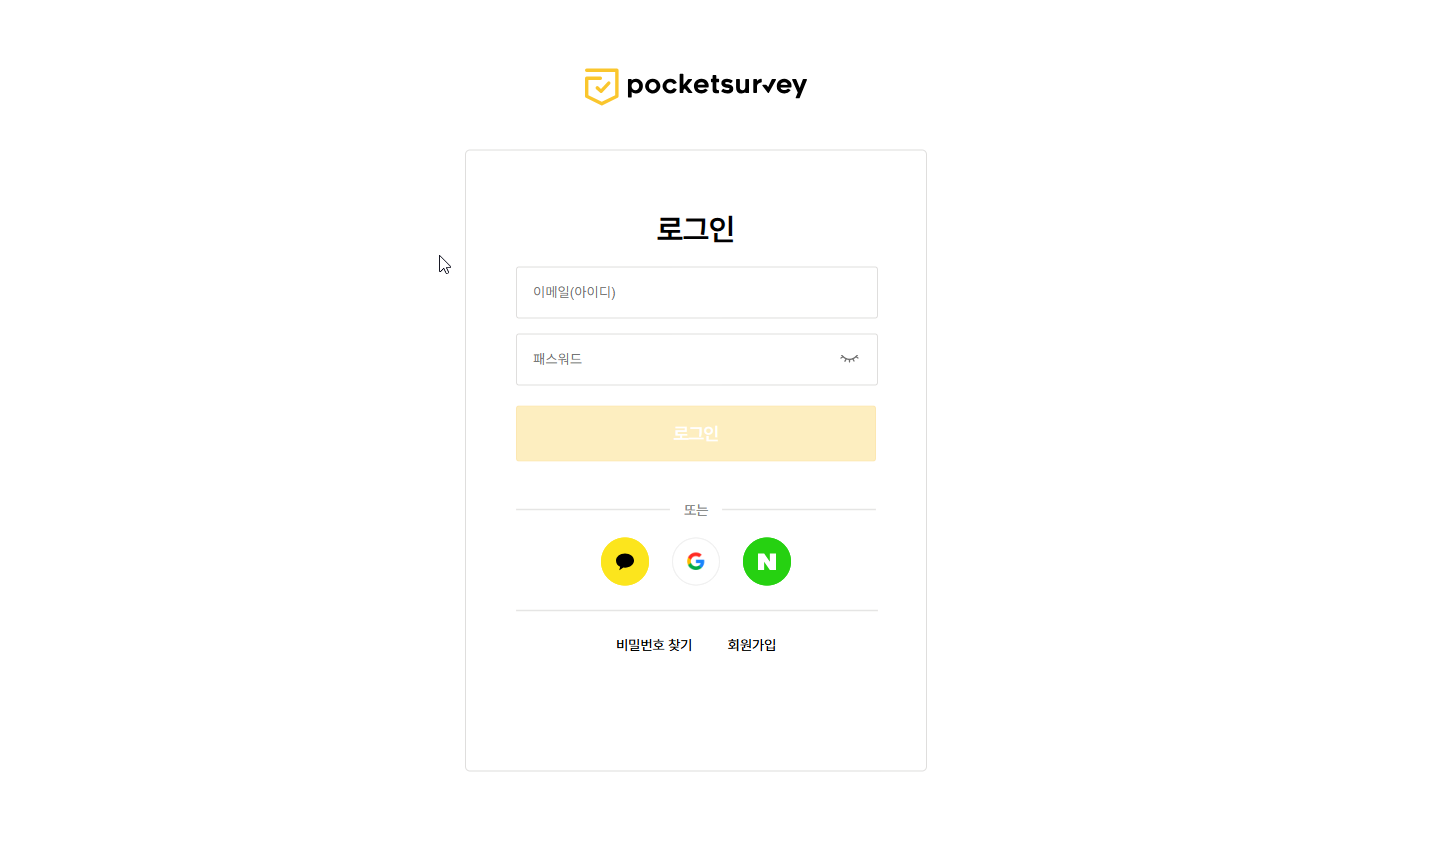 pocketsurvey
로그인
이메일(아이디)
패스워드
로그인
또는
비밀번호 찾기 회원가입